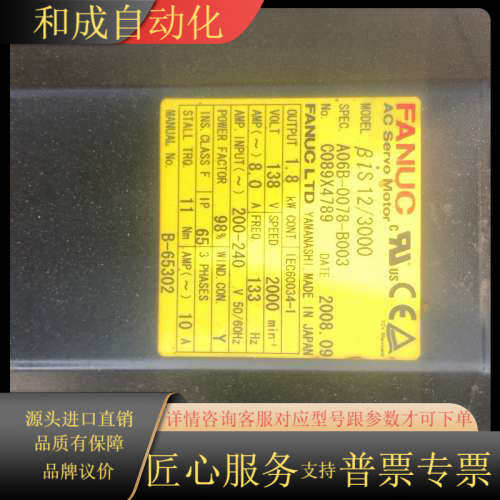 和成自动化
FANUC
AC Servo Motor
C UL US CE
MODEL βiS 12/3000
SPEC. A06B-0078-B003
No. C089X4789 DATE 2008.09
FANUC LTD YAMANASHI MADE IN JAPAN
OUTPUT 1.8 kW CONT IEC60034-1
VOLT 138 V SPEED 2000 min⁻¹
AMP(~) 8.0 A FREQ 133 Hz
AMP. INPUT(~) 200-240 V 50/60Hz
POWER FACTOR 98% WIND.CON. Y
INS.CLASS F IP 65 3 PHASES
STALL TRQ 11 Nm AMP(~) 10 A
MANUAL No. B-65302
源头进口直销
品质有保障
品牌议价
详情咨询客服对应型号跟参数才可下单
匠心服务 支持 普票专票